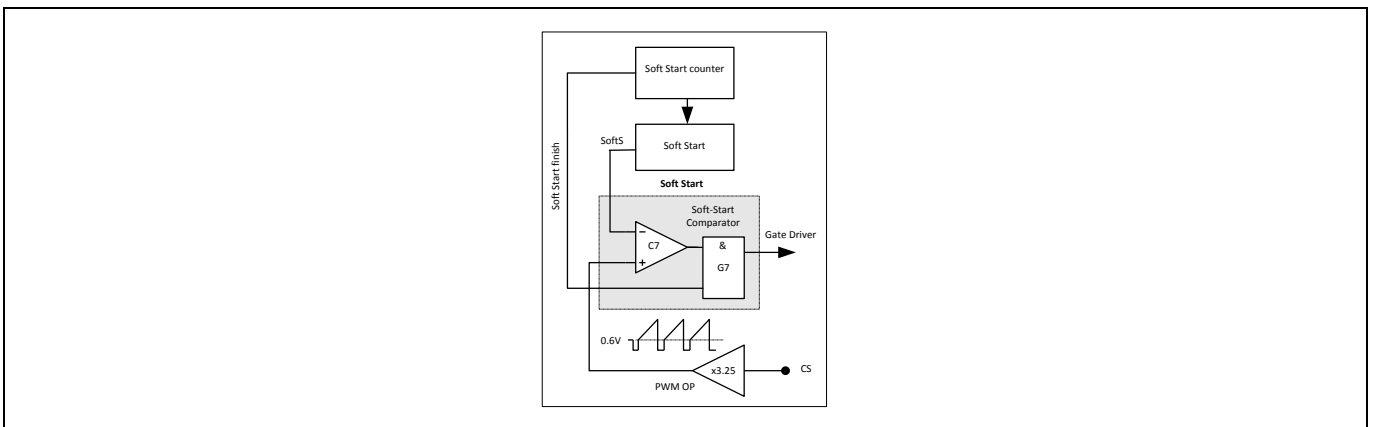 Soft Start counter
Soft Start finish
SoftS
Soft Start
Soft Start
Soft-Start
Comparator
Gate Driver
−
C7
+
&
G7
0.6V
x3.25
CS
PWM OP